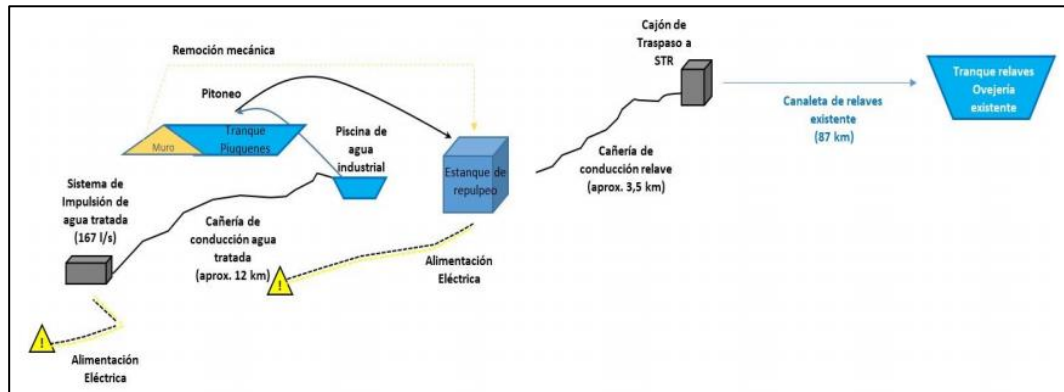 Remoción mecánica
Pitoneo
Muro
Tranque
Piuquenes
Piscina de
agua
industrial
Sistema de
Impulsión de
agua tratada
(167 l/s)
Cañería de
conducción agua
tratada
(aprox. 12 km)
!
Alimentación
Eléctrica
Estanque de
repulpeo
!
Alimentación
Eléctrica
Cañería de
conducción relave
(aprox. 3,5 km)
Cajón de
Traspaso a
STR
Canaleta de relaves
existente
(87 km)
Tranque relaves
Ovejería
existente